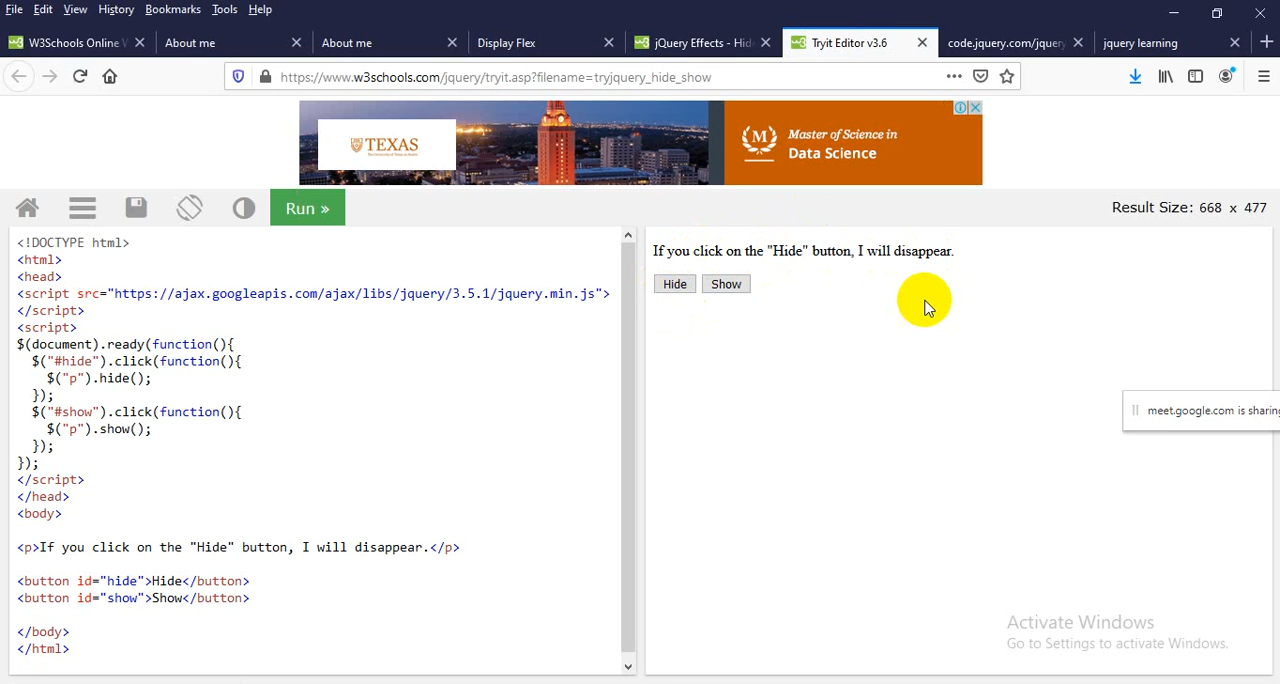 File Edit View History Bookmarks Tools Help
W3Schools Online
About me
About me
Display Flex
jQuery Effects - Hid
Tryit Editor v3.6
code.jquery.com/jquery
jquery learning
https://www.w3schools.com/jquery/tryit.asp?filename=tryjquery_hide_show
TEXAS
Master of Science in
Data Science
Run »
Result Size: 668 x 477
<!DOCTYPE html>
<html>
<head>
<script src="https://ajax.googleapis.com/ajax/libs/jquery/3.5.1/jquery.min.js">
</script>
<script>
$(document).ready(function(){
  $("#hide").click(function(){
    $("p").hide();
  });
  $("#show").click(function(){
    $("p").show();
  });
});
</script>
</head>
<body>
<p>If you click on the "Hide" button, I will disappear.</p>
<button id="hide">Hide</button>
<button id="show">Show</button>
</body>
</html>
If you click on the "Hide" button, I will disappear.
Hide Show
meet.google.com is sharing
Activate Windows
Go to Settings to activate Windows.